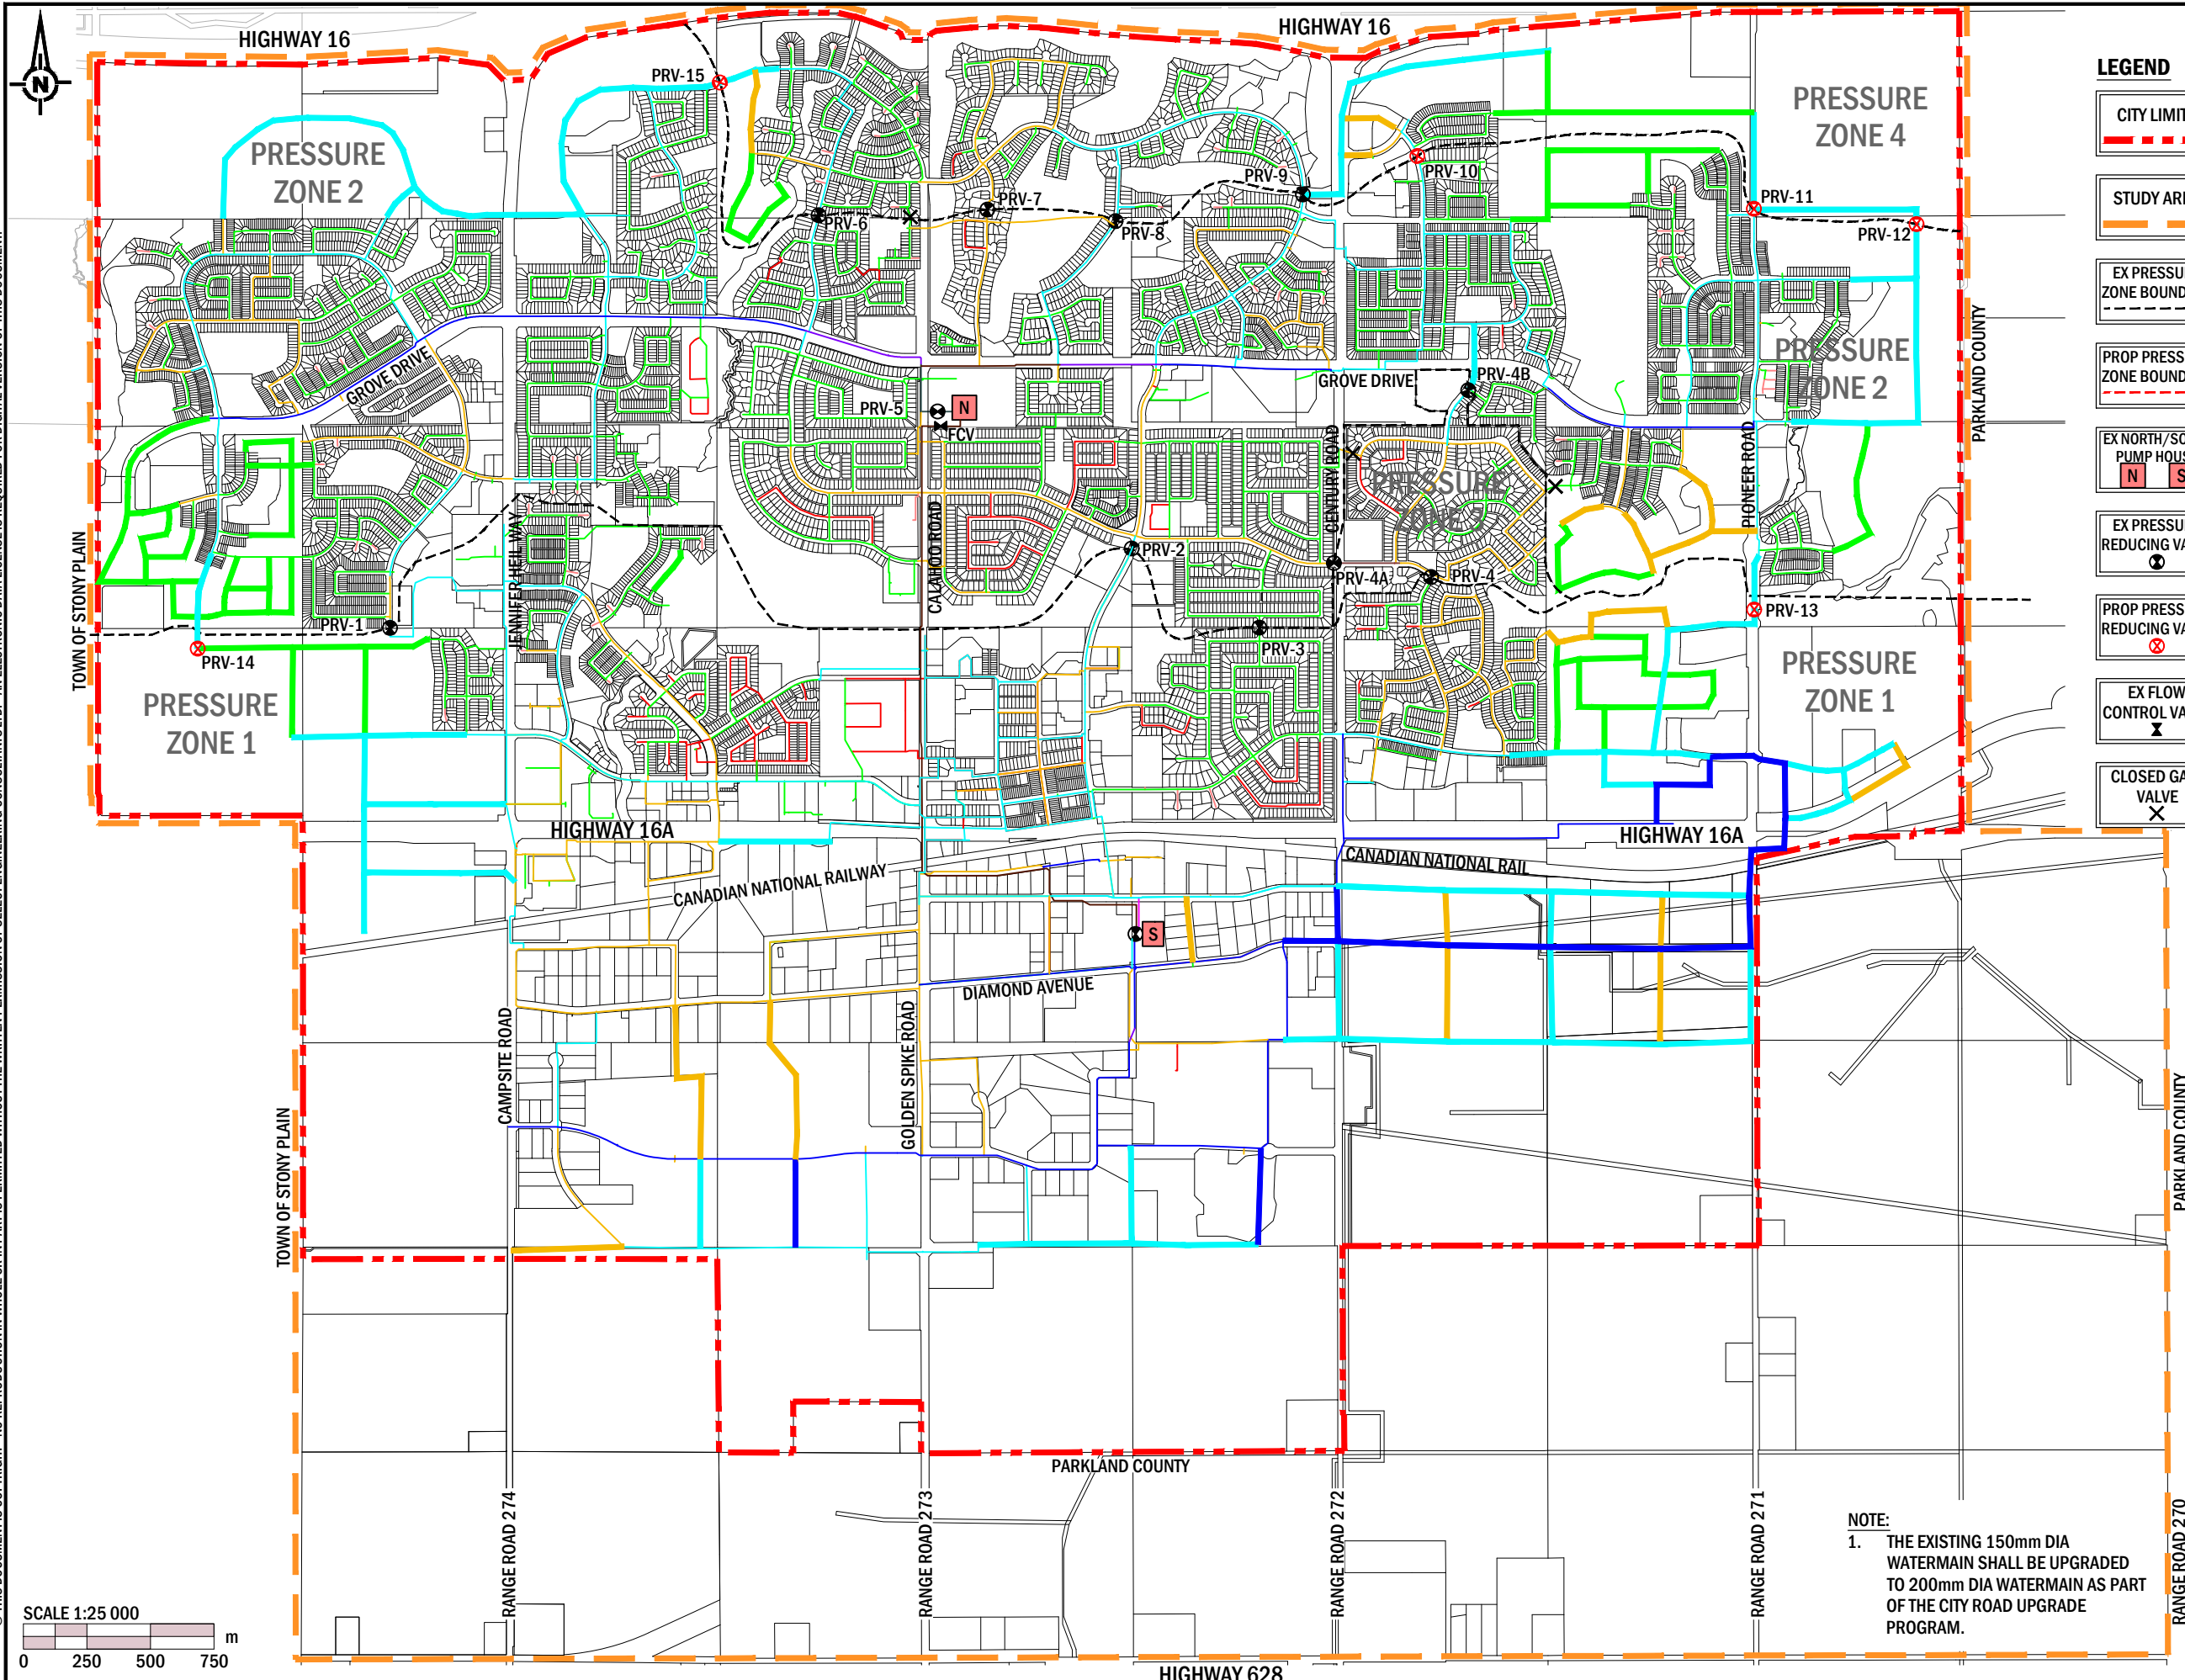 HIGHWAY 16
HIGHWAY 16
N
PRV-15
PRESSURE
ZONE 4
PRESSURE
ZONE 2
PRV-9
PRV-10
PRV-11
PRV-7
PRV-6
PRV-8
PRV-12
PARKLAND COUNTY
GROVE DRIVE
PRESSURE
ZONE 2
GROVE DRIVE
PRV-4B
PRV-5
N
FCV
CENTURY ROAD
PIONEER ROAD
PRESSURE
ZONE 3
TOWN OF STONY PLAIN
JENNIFER HEIL WAY
CALAHOO ROAD
PRV-2
PRV-4A
PRV-4
PRV-13
PRV-1
PRV-14
PRV-3
PRESSURE
ZONE 1
PRESSURE
ZONE 1
HIGHWAY 16A
HIGHWAY 16A
CANADIAN NATIONAL RAILWAY
CANADIAN NATIONAL RAIL
S
DIAMOND AVENUE
CAMPSITE ROAD
GOLDEN SPIKE ROAD
TOWN OF STONY PLAIN
PARKLAND COUNTY
PARKLAND COUNTY
RANGE ROAD 274
RANGE ROAD 273
RANGE ROAD 272
RANGE ROAD 271
RANGE ROAD 270
HIGHWAY 628
SCALE 1:25 000
m
0 250 500 750
NOTE:
1. THE EXISTING 150mm DIA
WATERMAIN SHALL BE UPGRADED
TO 200mm DIA WATERMAIN AS PART
OF THE CITY ROAD UPGRADE
PROGRAM.
LEGEND
CITY LIMIT
STUDY ARE
EX PRESSU
ZONE BOUND
PROP PRESS
ZONE BOUND
EX NORTH/SO
PUMP HOUS
N S
EX PRESSU
REDUCING VA
PROP PRESS
REDUCING VA
EX FLOW
CONTROL VA
CLOSED GA
VALVE